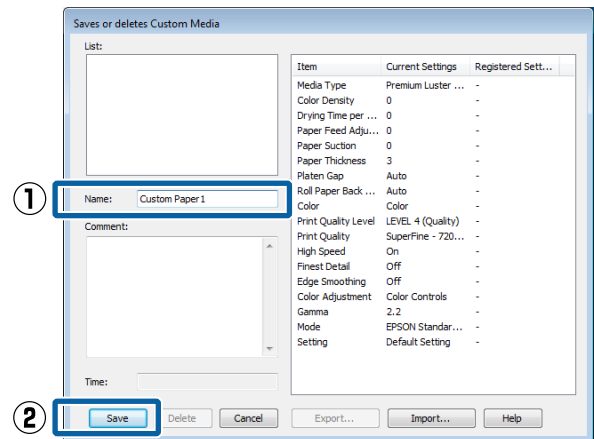 Saves or deletes Custom Media
List:
Item Current Settings Registered Sett...
Media Type Premium Luster ... -
Color Density 0 -
Drying Time per ... 0 -
Paper Feed Adju... 0 -
Paper Suction 0 -
Paper Thickness 3 -
Platen Gap Auto -
Roll Paper Back ... Auto -
Color Color -
Print Quality Level LEVEL 4 (Quality) -
Print Quality SuperFine - 720... -
High Speed On -
Finest Detail Off -
Edge Smoothing Off -
Color Adjustment Color Controls -
Gamma 2.2 -
Mode EPSON Standar... -
Setting Default Setting -
① Name: Custom Paper1
Comment:
Time:
② Save Delete Cancel Export... Import... Help